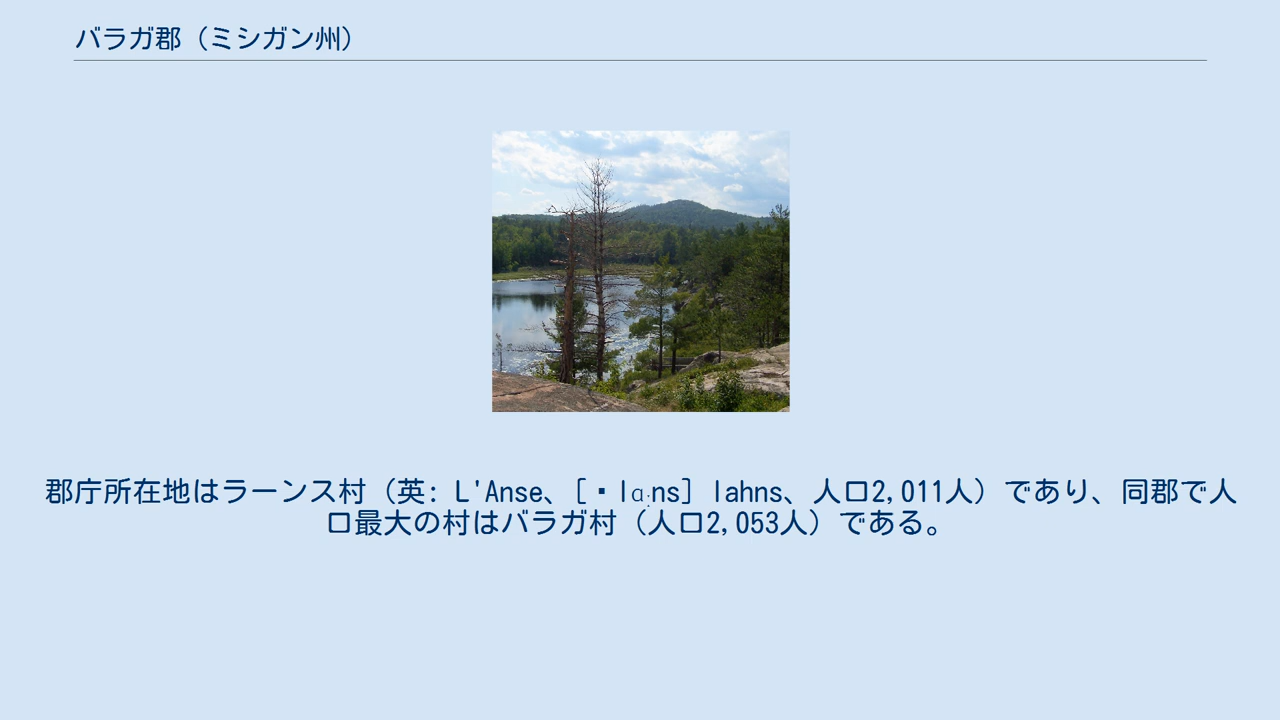 バラガ郡（ミシガン州）
郡庁所在地はラーンス村（英: L'Anse、[ˈlɑːns] lahns、人口2,011人）であり、同郡で人
口最大の村はバラガ村（人口2,053人）である。